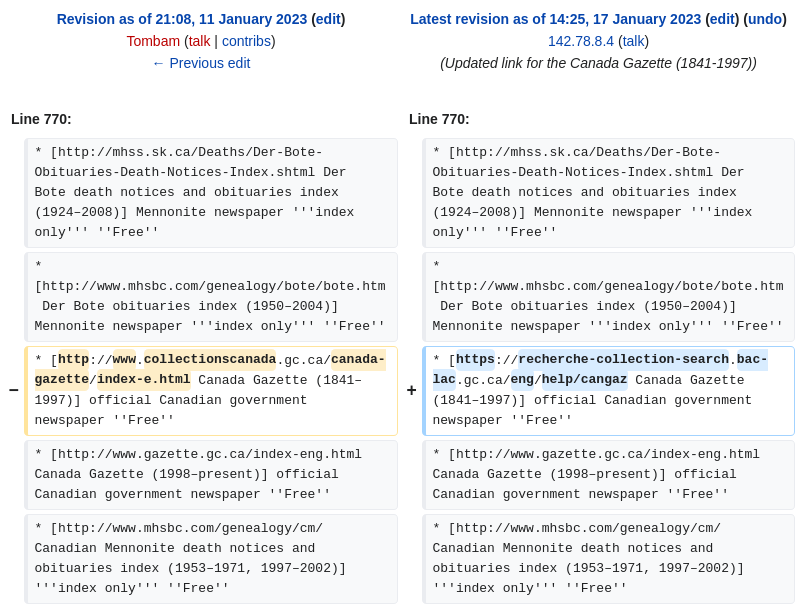 Revision as of 21:08, 11 January 2023 (edit)
Tombam (talk | contribs)
← Previous edit
Latest revision as of 14:25, 17 January 2023 (edit) (undo)
142.78.8.4 (talk)
(Updated link for the Canada Gazette (1841-1997))
Line 770:
Line 770:
* [http://mhss.sk.ca/Deaths/Der-Bote-
Obituaries-Death-Notices-Index.shtml Der
Bote death notices and obituaries index
(1924–2008)] Mennonite newspaper '''index
only''' ''Free''
* [http://mhss.sk.ca/Deaths/Der-Bote-
Obituaries-Death-Notices-Index.shtml Der
Bote death notices and obituaries index
(1924–2008)] Mennonite newspaper '''index
only''' ''Free''
*
[http://www.mhsbc.com/genealogy/bote/bote.htm
Der Bote obituaries index (1950–2004)]
Mennonite newspaper '''index only''' ''Free''
*
[http://www.mhsbc.com/genealogy/bote/bote.htm
Der Bote obituaries index (1950–2004)]
Mennonite newspaper '''index only''' ''Free''
−
* [http://www.collectionscanada.gc.ca/canada-
gazette/index-e.html Canada Gazette (1841–
1997)] official Canadian government
newspaper ''Free''
+
* [https://recherche-collection-search.bac-
lac.gc.ca/eng/help/cangaz Canada Gazette
(1841–1997)] official Canadian government
newspaper ''Free''
* [http://www.gazette.gc.ca/index-eng.html
Canada Gazette (1998–present)] official
Canadian government newspaper ''Free''
* [http://www.gazette.gc.ca/index-eng.html
Canada Gazette (1998–present)] official
Canadian government newspaper ''Free''
* [http://www.mhsbc.com/genealogy/cm/
Canadian Mennonite death notices and
obituaries index (1953–1971, 1997–2002)]
'''index only''' ''Free''
* [http://www.mhsbc.com/genealogy/cm/
Canadian Mennonite death notices and
obituaries index (1953–1971, 1997–2002)]
'''index only''' ''Free''